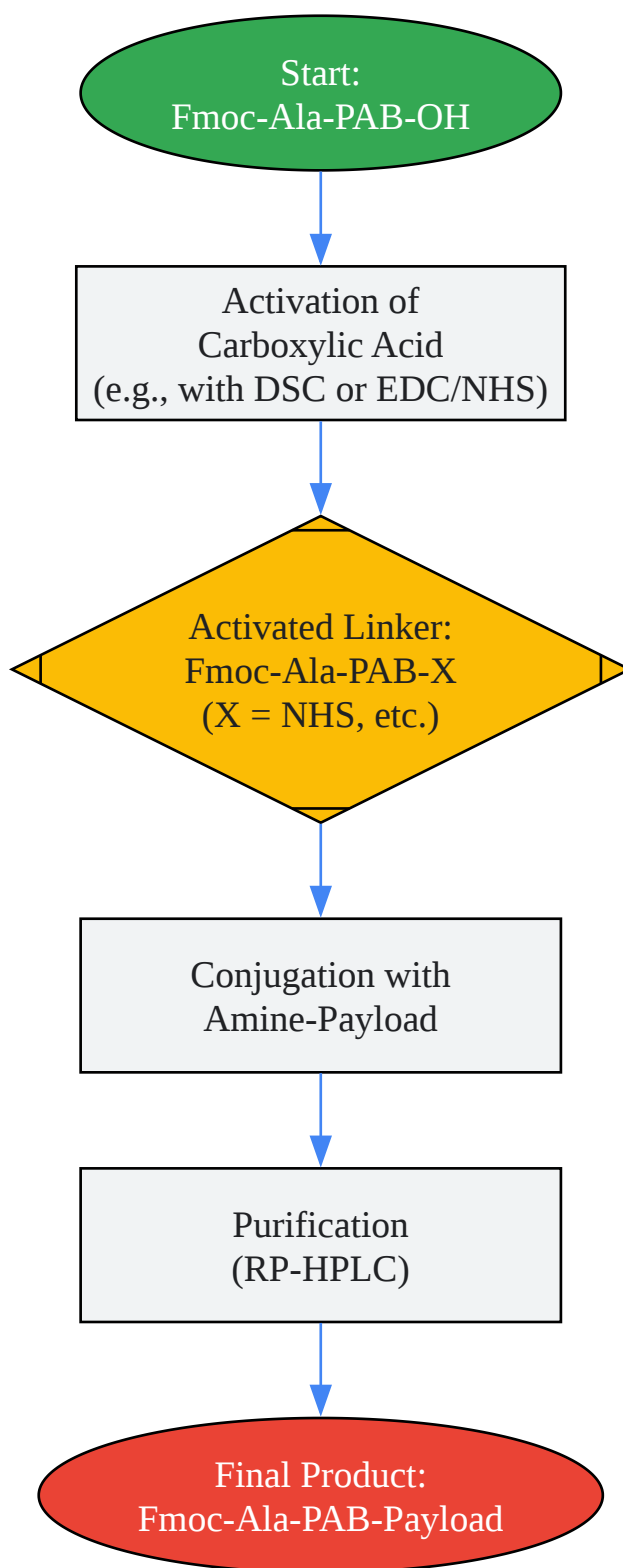 Start:
Fmoc-Ala-PAB-OH
Activation of
Carboxylic Acid
(e.g., with DSC or EDC/NHS)
Activated Linker:
Fmoc-Ala-PAB-X
(X = NHS, etc.)
Conjugation with
Amine-Payload
Purification
(RP-HPLC)
Final Product:
Fmoc-Ala-PAB-Payload